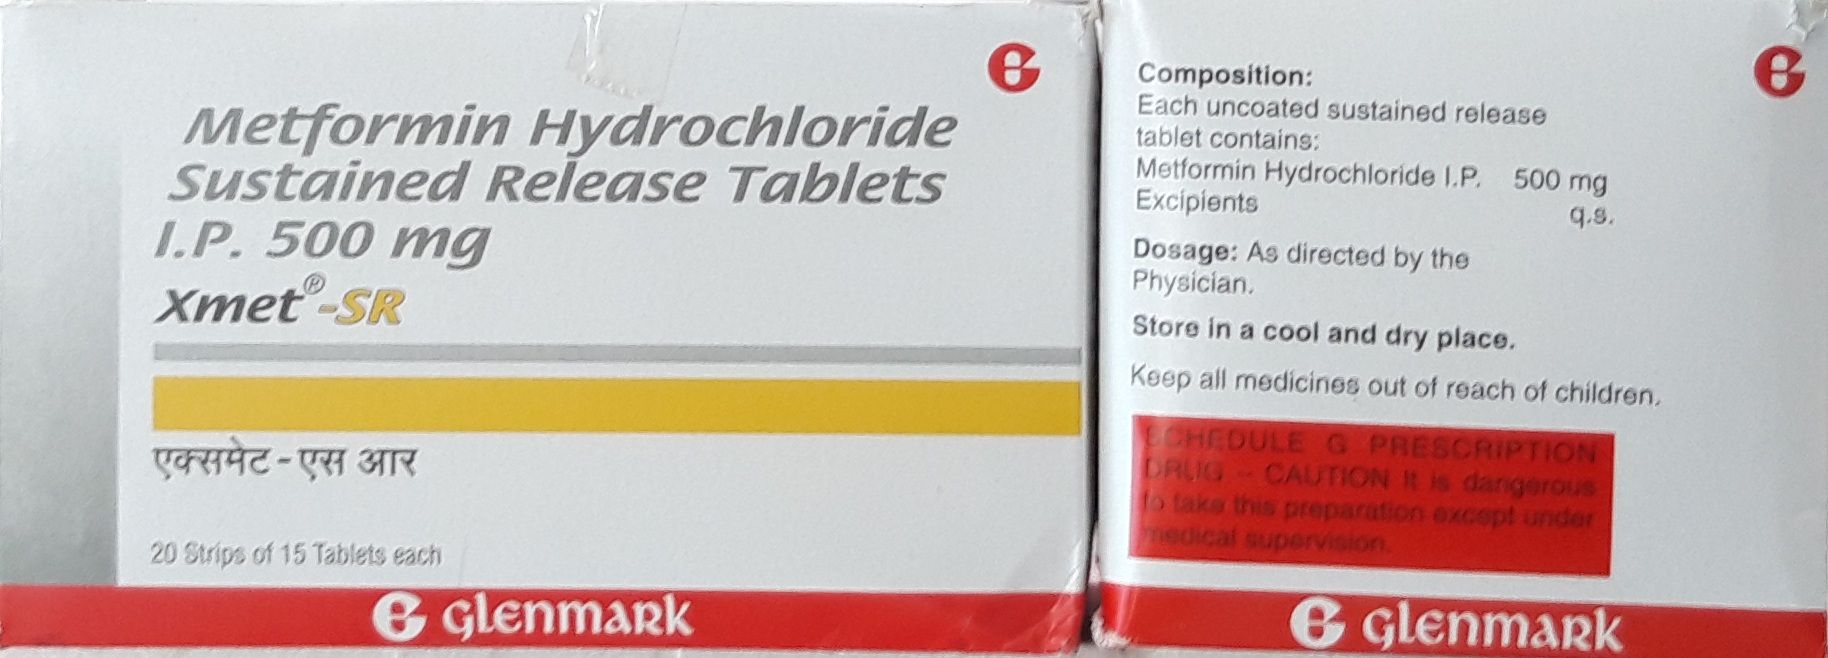 Metformin Hydrochloride
Sustained Release Tablets
I.P. 500 mg
Xmet®-SR
एक्समेट - एस आर
20 Strips of 15 Tablets each
Glenmark
Composition:
Each uncoated sustained release
tablet contains:
Metformin Hydrochloride I.P. 500 mg
Excipients q.s.
Dosage: As directed by the
Physician.
Store in a cool and dry place.
Keep all medicines out of reach of children.
SCHEDULE G PRESCRIPTION
DRUG – CAUTION It is dangerous
to take this preparation except under
medical supervision.
Glenmark